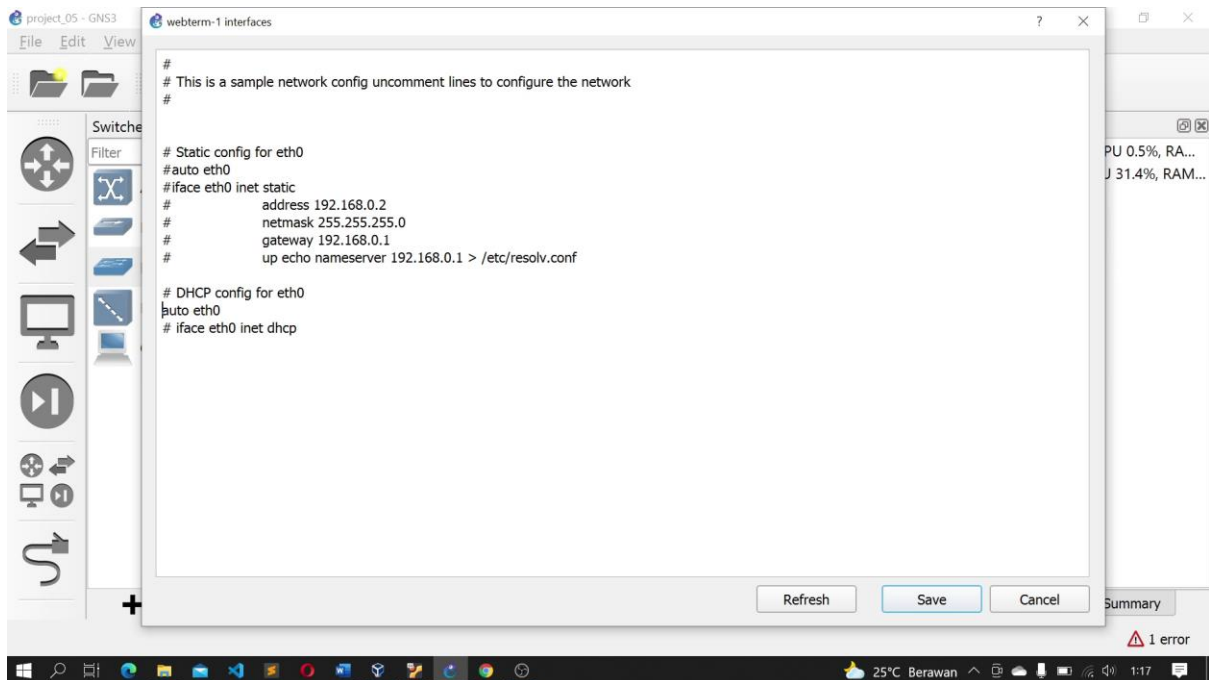 project_05 - GNS3
webterm-1 interfaces
? ×
File Edit View
#
# This is a sample network config uncomment lines to configure the network
#
Switche
Filter
# Static config for eth0
#auto eth0
#iface eth0 inet static
# address 192.168.0.2
# netmask 255.255.255.0
# gateway 192.168.0.1
# up echo nameserver 192.168.0.1 > /etc/resolv.conf
# DHCP config for eth0
auto eth0
# iface eth0 inet dhcp
PU 0.5%, RA...
J 31.4%, RAM...
Refresh Save Cancel
Summary
1 error
25°C Berawan 1:17